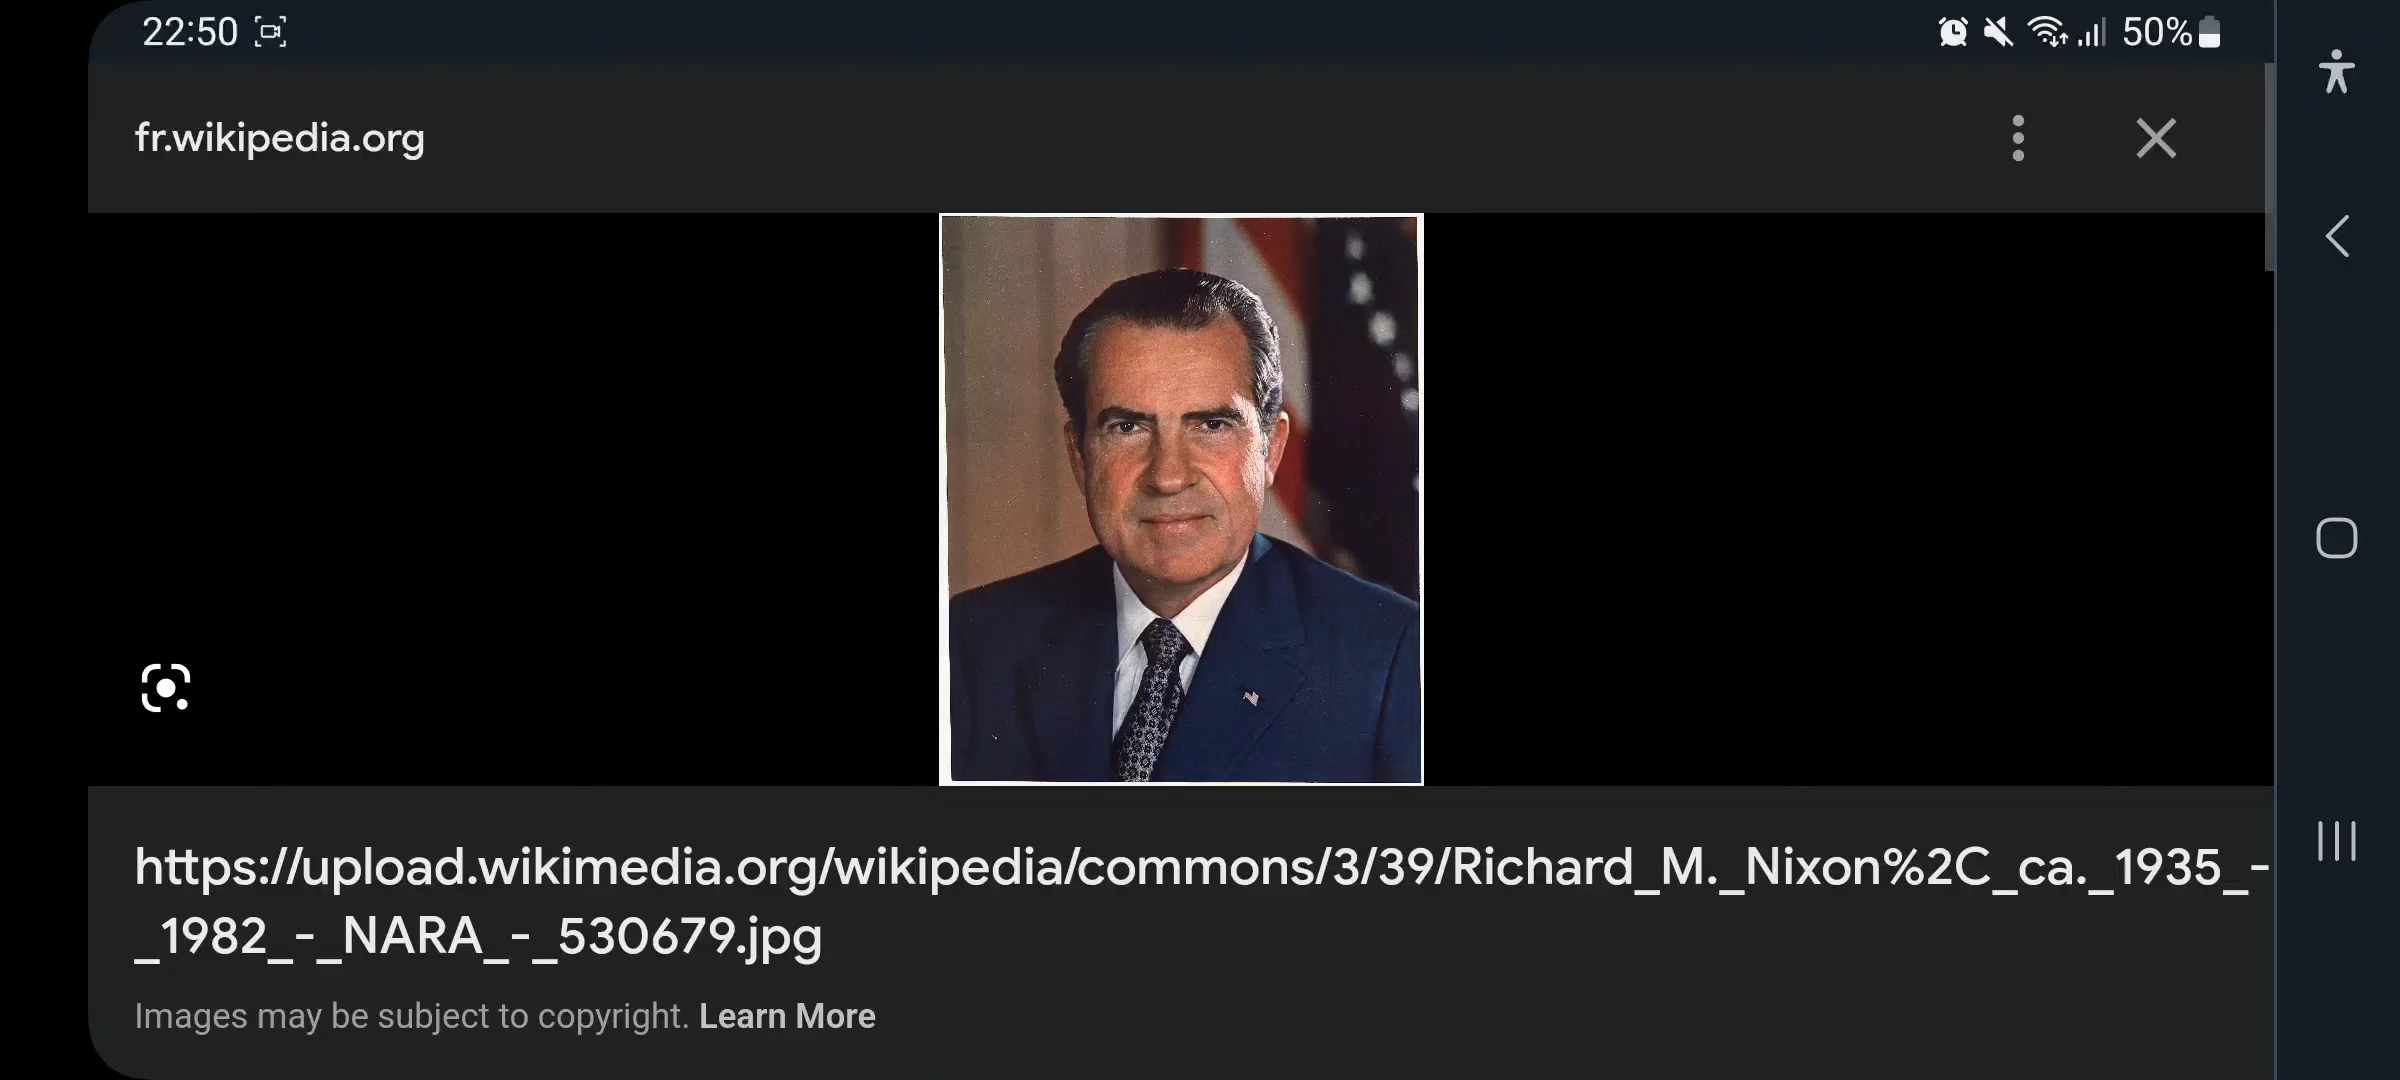 22:50
50%
fr.wikipedia.org
https://upload.wikimedia.org/wikipedia/commons/3/39/Richard_M._Nixon%2C_ca._1935_-
_1982_-_NARA_-_530679.jpg
Images may be subject to copyright. Learn More